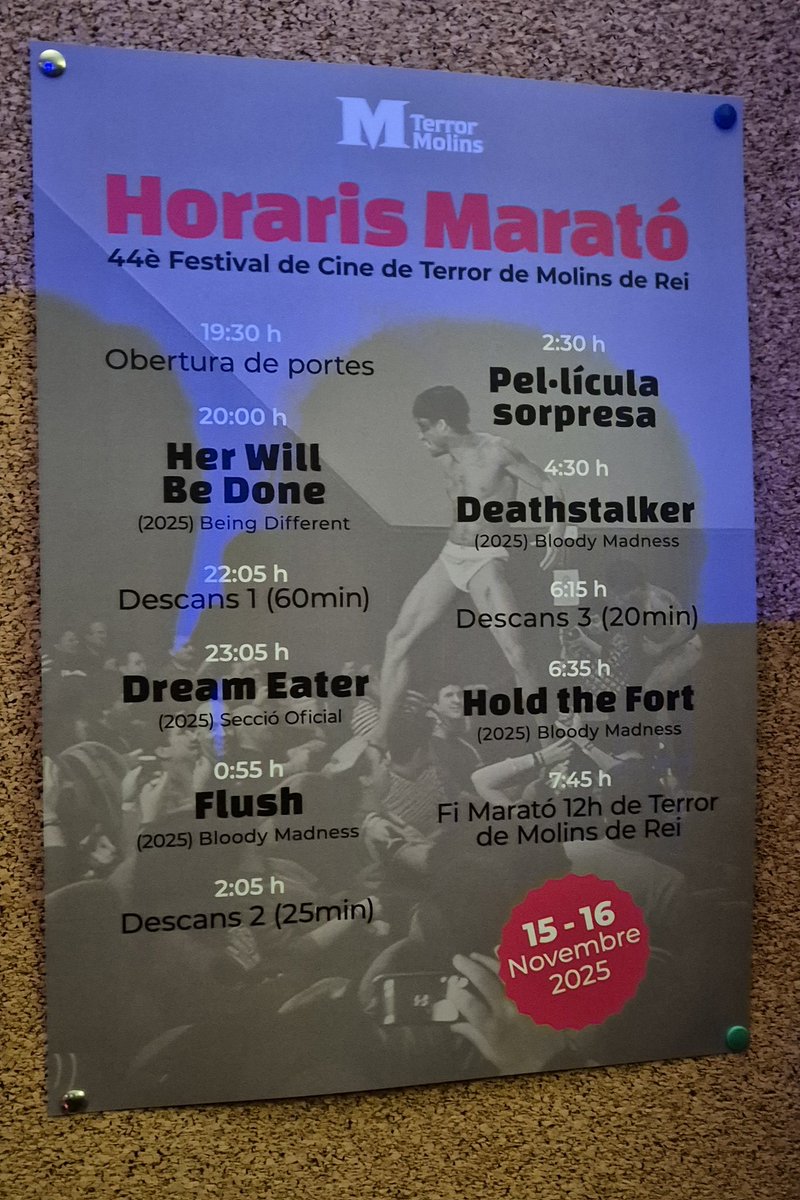 M Terror
Molins
Horaris Marató
44è Festival de Cine de Terror de Molins de Rei
19:30 h
Obertura de portes
20:00 h
Her Will
Be Done
(2025) Being Different
22:05 h
Descans 1 (60min)
23:05 h
Dream Eater
(2025) Secció Oficial
0:55 h
Flush
(2025) Bloody Madness
2:05 h
Descans 2 (25min)
2:30 h
Pel·lícula
sorpresa
4:30 h
Deathstalker
(2025) Bloody Madness
6:15 h
Descans 3 (20min)
6:35 h
Hold the Fort
(2025) Bloody Madness
7:45 h
Fi Marató 12h de Terror
de Molins de Rei
15 - 16
Novembre
2025